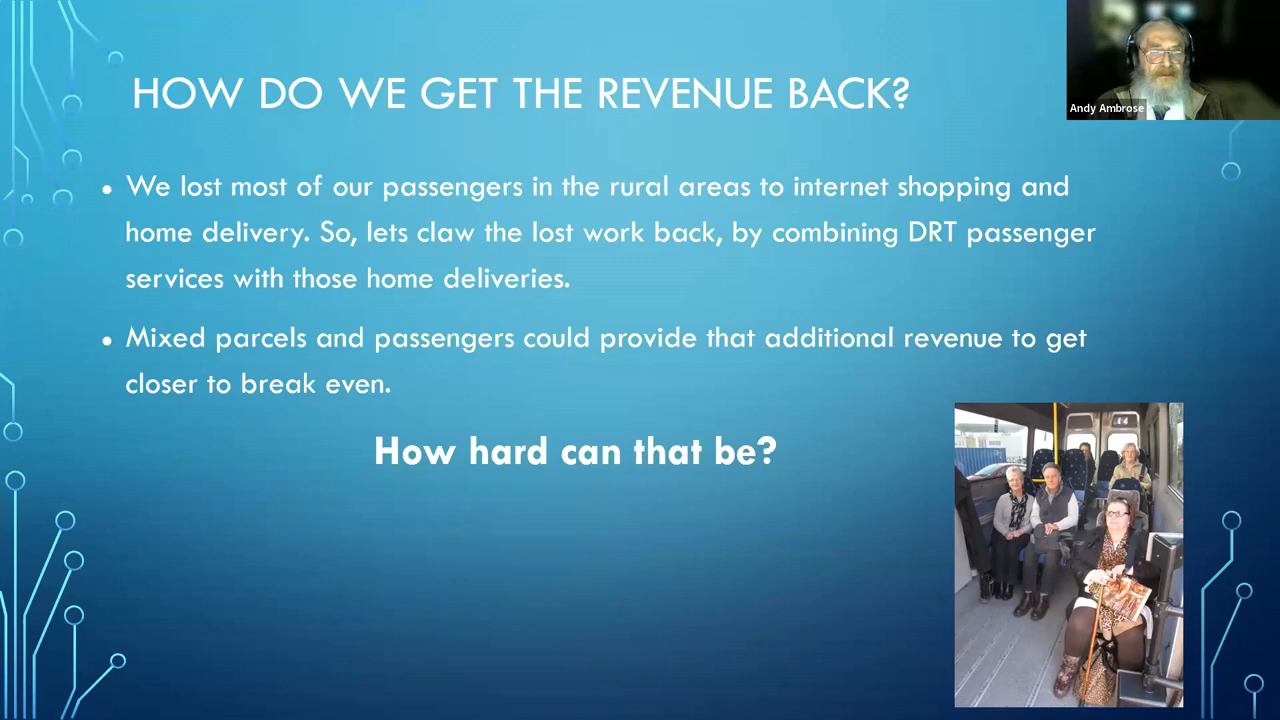 HOW DO WE GET THE REVENUE BACK?
Andy Ambrose
• We lost most of our passengers in the rural areas to internet shopping and
home delivery. So, lets claw the lost work back, by combining DRT passenger
services with those home deliveries.
• Mixed parcels and passengers could provide that additional revenue to get
closer to break even.
How hard can that be?